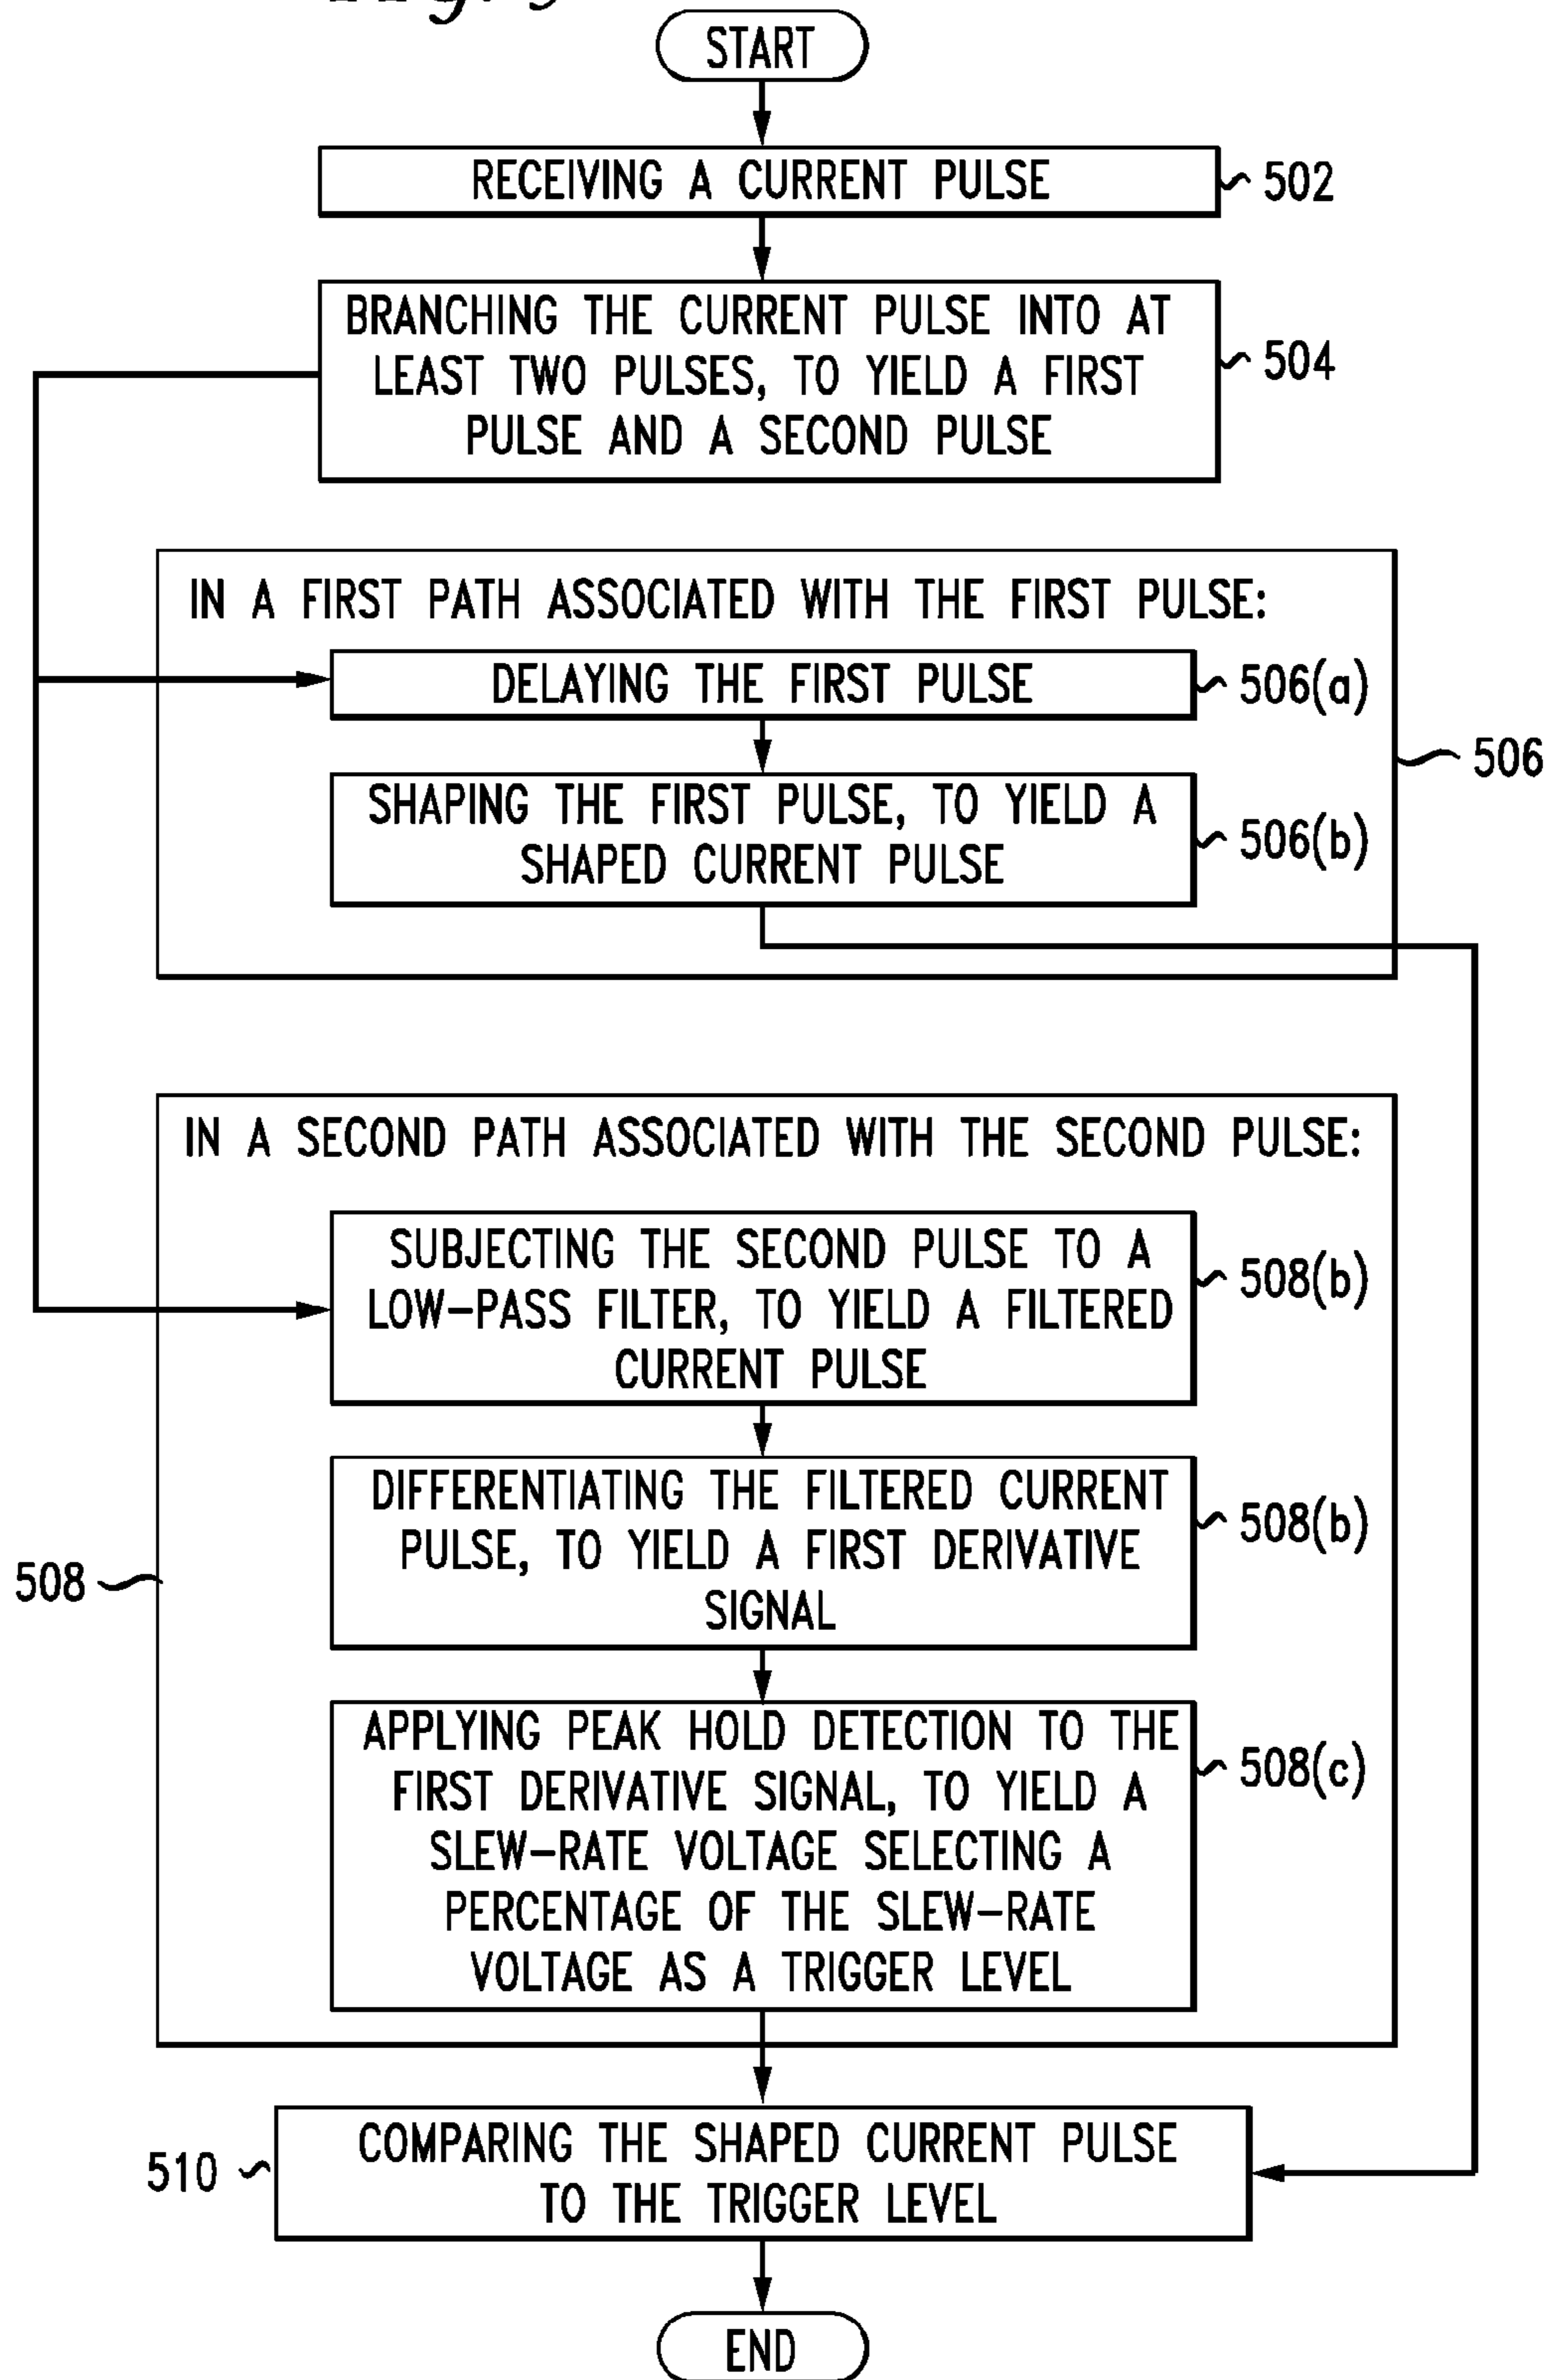 START
RECEIVING A CURRENT PULSE
502
BRANCHING THE CURRENT PULSE INTO AT
LEAST TWO PULSES, TO YIELD A FIRST
PULSE AND A SECOND PULSE
504
IN A FIRST PATH ASSOCIATED WITH THE FIRST PULSE:
DELAYING THE FIRST PULSE
506(a)
SHAPING THE FIRST PULSE, TO YIELD A
SHAPED CURRENT PULSE
506(b)
506
IN A SECOND PATH ASSOCIATED WITH THE SECOND PULSE:
SUBJECTING THE SECOND PULSE TO A
LOW-PASS FILTER, TO YIELD A FILTERED
CURRENT PULSE
508(b)
DIFFERENTIATING THE FILTERED CURRENT
PULSE, TO YIELD A FIRST DERIVATIVE
SIGNAL
508(b)
508
APPLYING PEAK HOLD DETECTION TO THE
FIRST DERIVATIVE SIGNAL, TO YIELD A
SLEW-RATE VOLTAGE SELECTING A
PERCENTAGE OF THE SLEW-RATE
VOLTAGE AS A TRIGGER LEVEL
508(c)
COMPARING THE SHAPED CURRENT PULSE
TO THE TRIGGER LEVEL
510
END